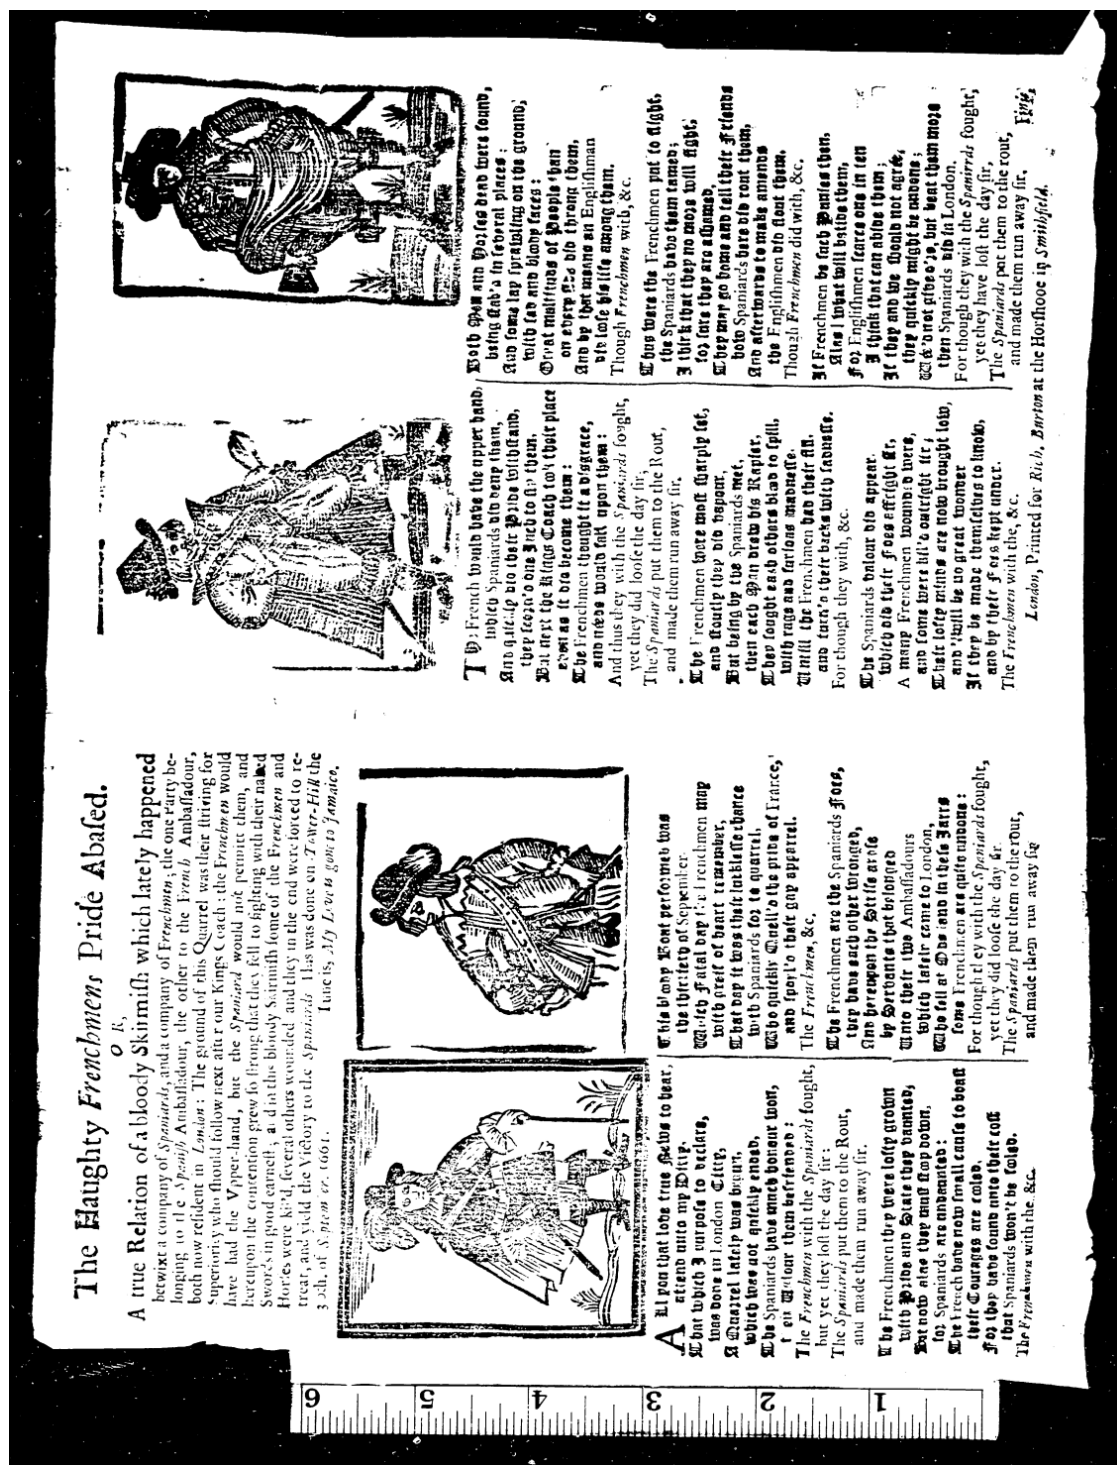 The Haughty Frenchmens Pride Abased.
OR,
A true Relation of a bloody Skirmish which lately happened
betwixt a company of Spaniards, and a company of Frenchmen; the one Party be-
longing to the Spanish Ambassadour, the other to the French Ambassadour,
both now resident in London: The ground of this Quarrel was their striving for
Superiority who should follow next after our Kings Coach: the Frenchmen would
have had the Vpper-hand, but the Spaniard would not permit them, and
hereupon the contention grew so strong that they fell to fighting with their naked
Swords in good earnest; and in this bloody Skirmish some of the Frenchmen and
Horses were kil'd, several others wounded and they in the end were forced to re-
treat, and yield the Victory to the Spaniards This was done on Tower-Hill the
30th. of September. 1661. Tune is, My Love is gone to Jamaico.
ALl you that lobe true News to hear,
attend unto my Ditty.
That which I purpose to declare,
was done in London City,
A Quarrel lately was begun,
which was not quickly ended,
The Spaniards have much honour won,
Wutour them befriended:
The Frenchmen with the Spaniards fought,
but yet they lost the day sir:
The Spaniards put them to the Rout,
and made them run away sir.
The Frenchmen they were lofty grown
with Pride and State they vaunted,
But now alas they must stoop down,
for Spaniards are undaunted:
The French have now small cause to boast
their Courages are cooled,
For they have found unto their cost
that Spaniards won't be fooled.
The Frenchmen with the &c.
This bloody Font performed was
the thirtieth of September
Which Fatal day the Frenchmen may
with grief of heart remember,
That day it was their lucklesse chance
with Spaniards for to quarrel,
Who quickly Quell'd the pride of France,
and spoyl'd their gay apparrel.
The Frenchmen, &c.
The Frenchmen are the Spaniards Foes,
they have each other wronged,
And hereupon the Strife arose
by Servants that belonged
Unto their two Ambassadours
which lately came to London,
Who fell at Ods and in these Jarrs
some Frenchmen are quite undone:
For though they with the Spaniards fought,
yet they did loose the day sir.
The Spaniards put them to the rout,
and made them run away sir
THe French would have the upper hand,
which Spaniards did deny them,
And quickly did their Pride withstand,
they scorn'd one Inch to fly them.
But next the Kings Coach took their place
even as it did become them:
The Frenchmen thought it a disgrace,
and needs would fall upon them:
And thus they with the Spaniards fought,
yet they did loose the day sir,
The Spaniards put them to the Rout,
and made them run away sir.
The Frenchmen were most sharply set,
and stoutly they did vapour,
But being by the Spaniards met,
then each Man draw his Rapier,
They sought each others blood to spill,
with rage and furious madnesse.
Untill the Frenchmen had their fill
and turn'd their backs with sadnesse.
For though they with, &c.
The Spaniards valour did appear.
which did their Foes affright sir,
A many Frenchmen wounded were,
and some were kill'd outright sir;
Their lofty minds are now brought low,
and 'twill be no great wonder
If they be made themselves to know,
and by their Foes kept under.
The Frenchmen with the, &c.
Both Men and Horses dead were found,
being stab'd in several places:
And some lay sprawling on the ground,
with sad and bloody faces:
Great multitude of People than
on every side did throng them,
And by that means an Englishman
did lose his life among them.
Though Frenchmen with, &c.
Thus were the Frenchmen put to flight,
the Spaniards have them tamed;
I think that they no more will fight,
for sure they are ashamed,
They may go home and tell their Friends
how Spaniards here did rout them,
And afterwards to make amends
the Englishmen did flout them,
Though Frenchmen did with, &c.
If Frenchmen be such Punies then,
Alas! what will betide them,
For Englishmen scarce one in ten
I think that can abide them;
If they and we should not agree,
they quickly might be undone;
Wee'd not give o're, but beat them more
then Spaniards did in London.
For though they with the Spaniards fought,
yet they have lost the day sir,
The Spaniards put them to the rout,
and made them run away sir. Finis.
London, Printed for Rich. Burton at the Horshooe in Smithfield.
6 5 4 3 2 1